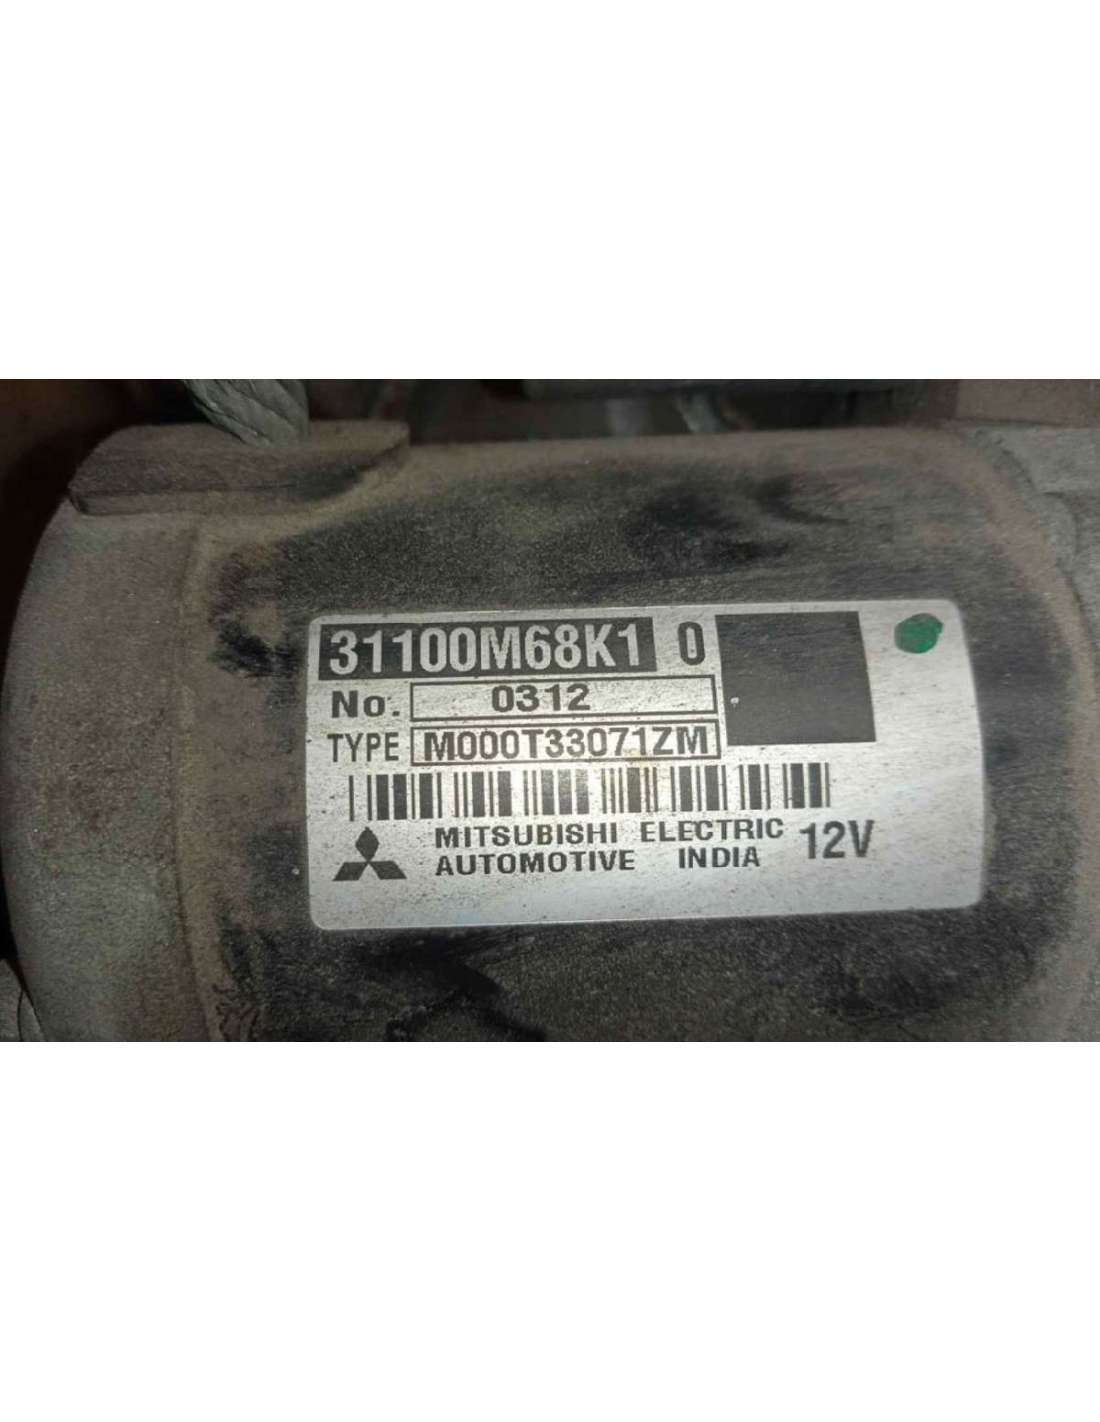 31100M68K1 0
No. 0312
TYPE M000T33071ZM
MITSUBISHI ELECTRIC
AUTOMOTIVE INDIA 12V